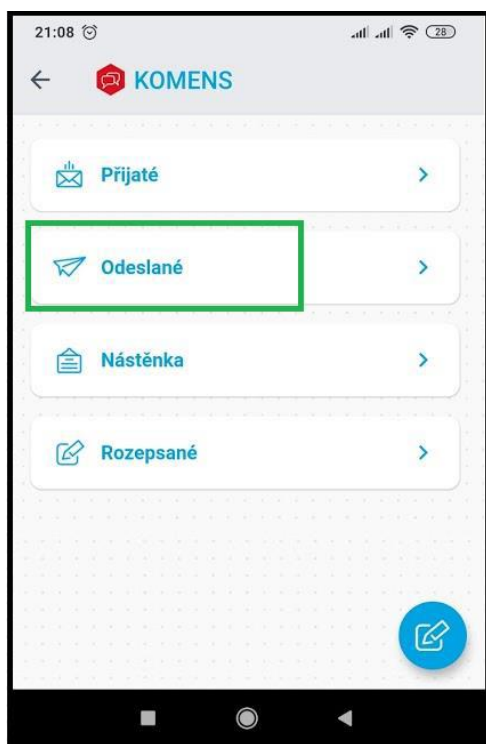 21:08
28
KOMENS
Přijaté
Odeslané
Nástěnka
Rozepsané